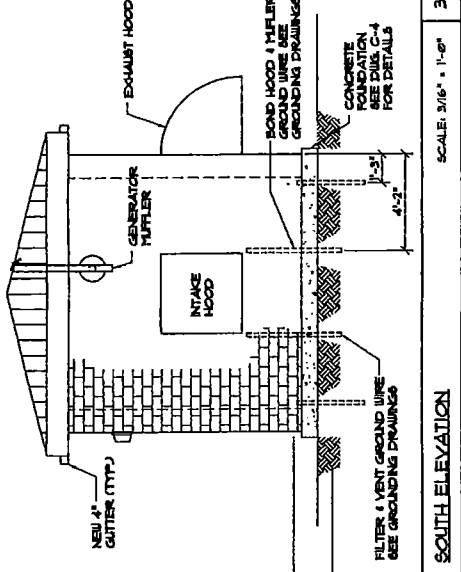 EXHAUST HOOD
GENERATOR
MUFFLER
NEW 4"
GUTTER (TYP.)
INTAKE
HOOD
BOND HOOD & MUFLER
GROUND WIRE SEE
GROUNDING DRAWINGS
CONCRETE
FOUNDATION
SEE DWG. C-4
FOR DETAILS
1'-3"
4'-2"
FILTER & VENT GROUND WIRE
SEE GROUNDING DRAWINGS
SOUTH ELEVATION
SCALE: 3/16" = 1'-0"
3